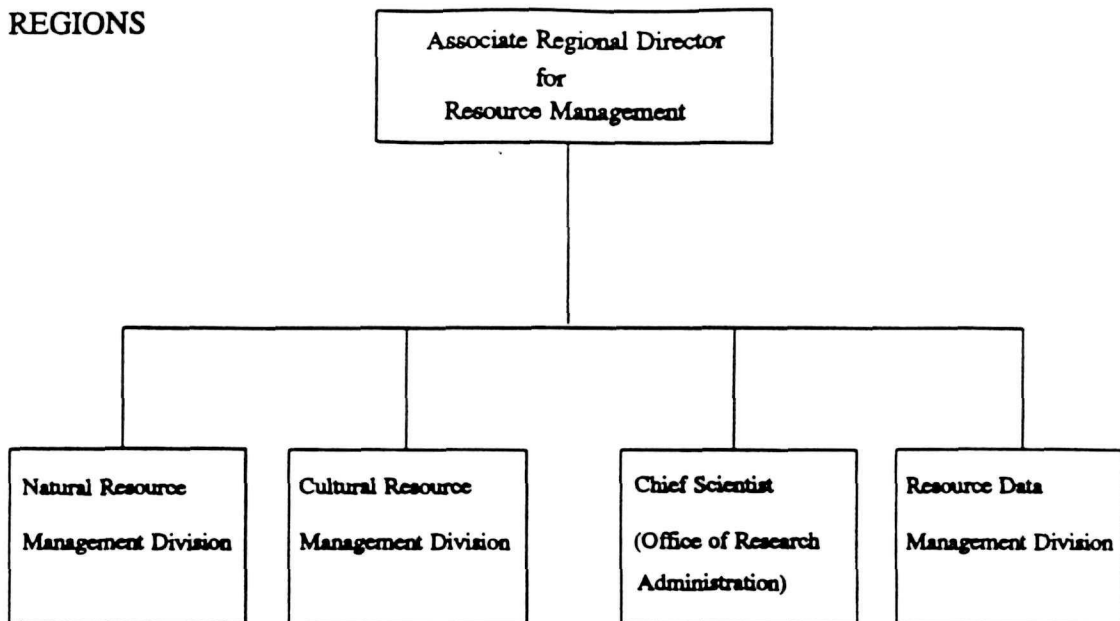 REGIONS
Associate Regional Director
for
Resource Management
Natural Resource
Management Division
Cultural Resource
Management Division
Chief Scientist
(Office of Research
Administration)
Resource Data
Management Division